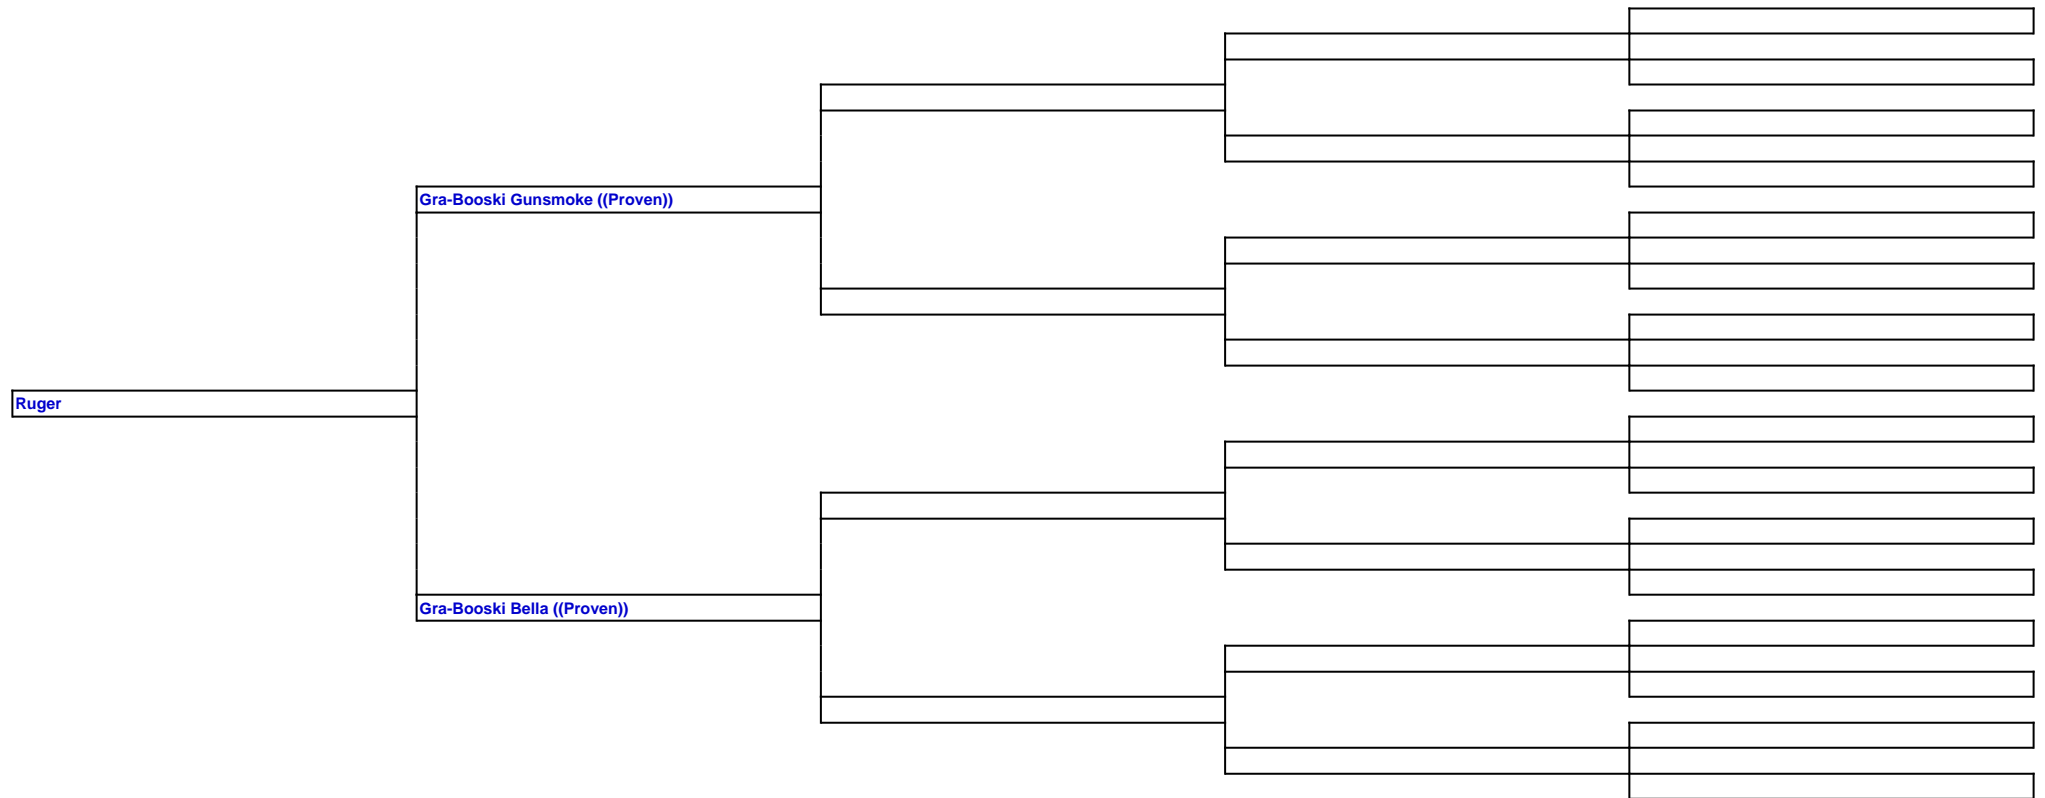 Gra-Booski Gunsmoke ((Proven))
Ruger
Gra-Booski Bella ((Proven))